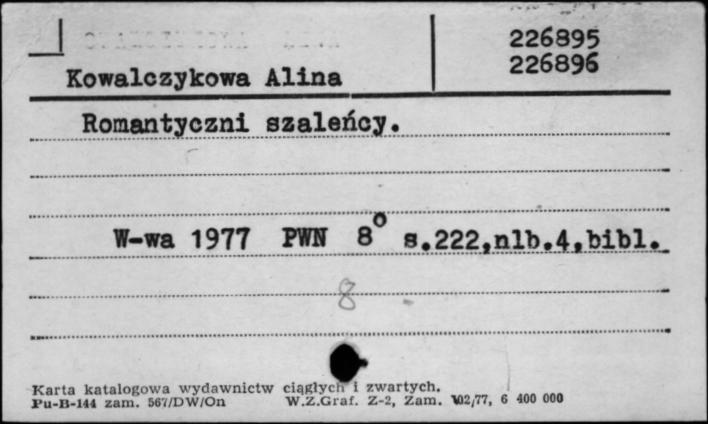 226895
226896
Kowalczykowa Alina
Romantyczni szaleńcy.
W-wa 1977 PWN 8° s.222,nlb.4,bibl.
8
Karta katalogowa wydawnictw ciągłych i zwartych.
Pu-B-144 zam. 567/DW/On W.Z.Graf. Z-2, Zam. 102/77, 6 400 000